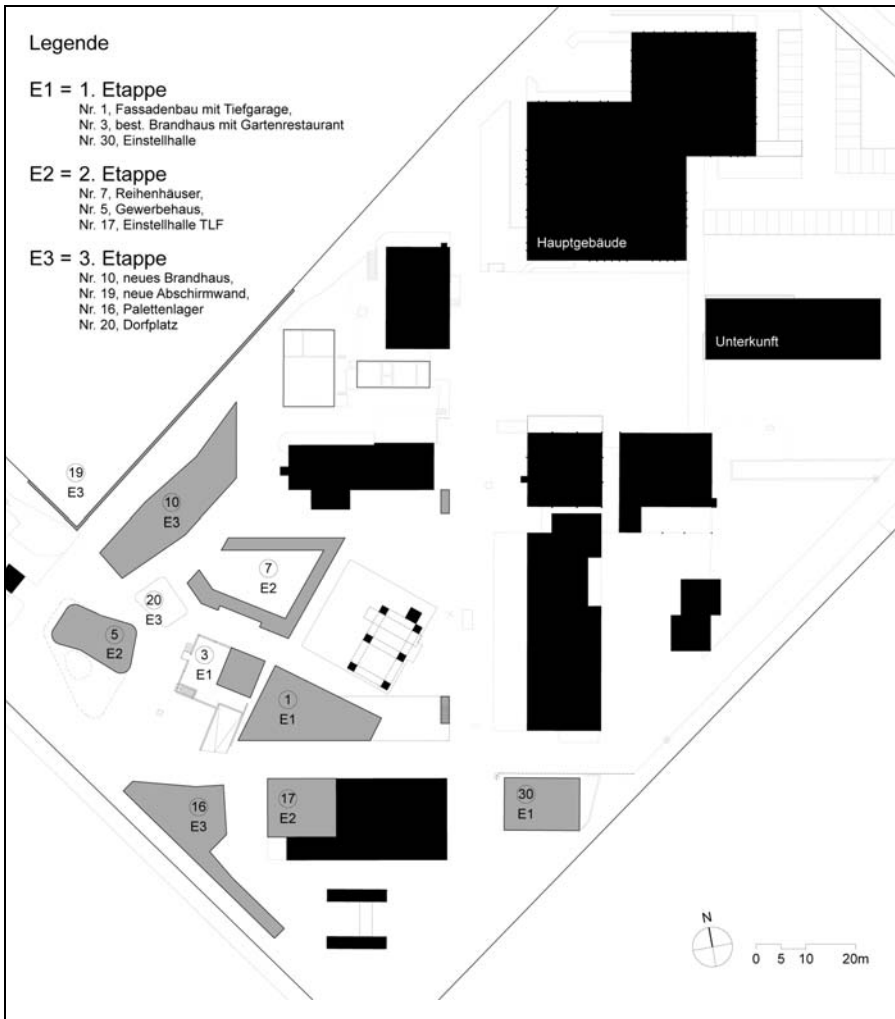 Legende
E1 = 1. Etappe
Nr. 1, Fassadenbau mit Tiefgarage,
Nr. 3, best. Brandhaus mit Gartenrestaurant
Nr. 30, Einstellhalle
E2 = 2. Etappe
Nr. 7, Reihenhäuser,
Nr. 5, Gewerbehaus,
Nr. 17, Einstellhalle TLF
E3 = 3. Etappe
Nr. 10, neues Brandhaus,
Nr. 19, neue Abschirmwand,
Nr. 16, Palettenlager
Nr. 20, Dorfplatz
Hauptgebäude
Unterkunft
19
E3
10
E3
7
E2
20
E3
5
E2
3
E1
1
E1
16
E3
17
E2
30
E1
N
0 5 10 20m